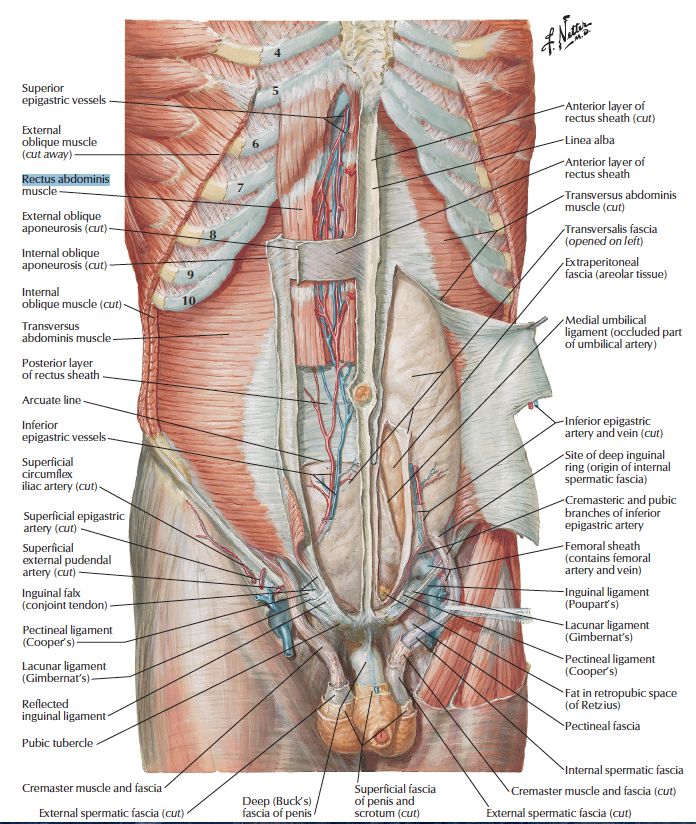 F. Netter
M.D.
4
5
6
7
8
9
10
Superior
epigastric vessels
External
oblique muscle
(cut away)
Rectus abdominis
muscle
External oblique
aponeurosis (cut)
Internal oblique
aponeurosis (cut)
Internal
oblique muscle (cut)
Transversus
abdominis muscle
Posterior layer
of rectus sheath
Arcuate line
Inferior
epigastric vessels
Superficial
circumflex
iliac artery (cut)
Superficial epigastric
artery (cut)
Superficial
external pudendal
artery (cut)
Inguinal falx
(conjoint tendon)
Pectineal ligament
(Cooper's)
Lacunar ligament
(Gimbernat's)
Reflected
inguinal ligament
Pubic tubercle
Cremaster muscle and fascia
External spermatic fascia (cut)
Deep (Buck's)
fascia of penis
Superficial fascia
of penis and
scrotum (cut)
Anterior layer of
rectus sheath (cut)
Linea alba
Anterior layer of
rectus sheath
Transversus abdominis
muscle (cut)
Transversalis fascia
(opened on left)
Extraperitoneal
fascia (areolar tissue)
Medial umbilical
ligament (occluded part
of umbilical artery)
Inferior epigastric
artery and vein (cut)
Site of deep inguinal
ring (origin of internal
spermatic fascia)
Cremasteric and pubic
branches of inferior
epigastric artery
Femoral sheath
(contains femoral
artery and vein)
Inguinal ligament
(Poupart's)
Lacunar ligament
(Gimbernat's)
Pectineal ligament
(Cooper's)
Fat in retropubic space
(of Retzius)
Pectineal fascia
Internal spermatic fascia
Cremaster muscle and fascia (cut)
External spermatic fascia (cut)